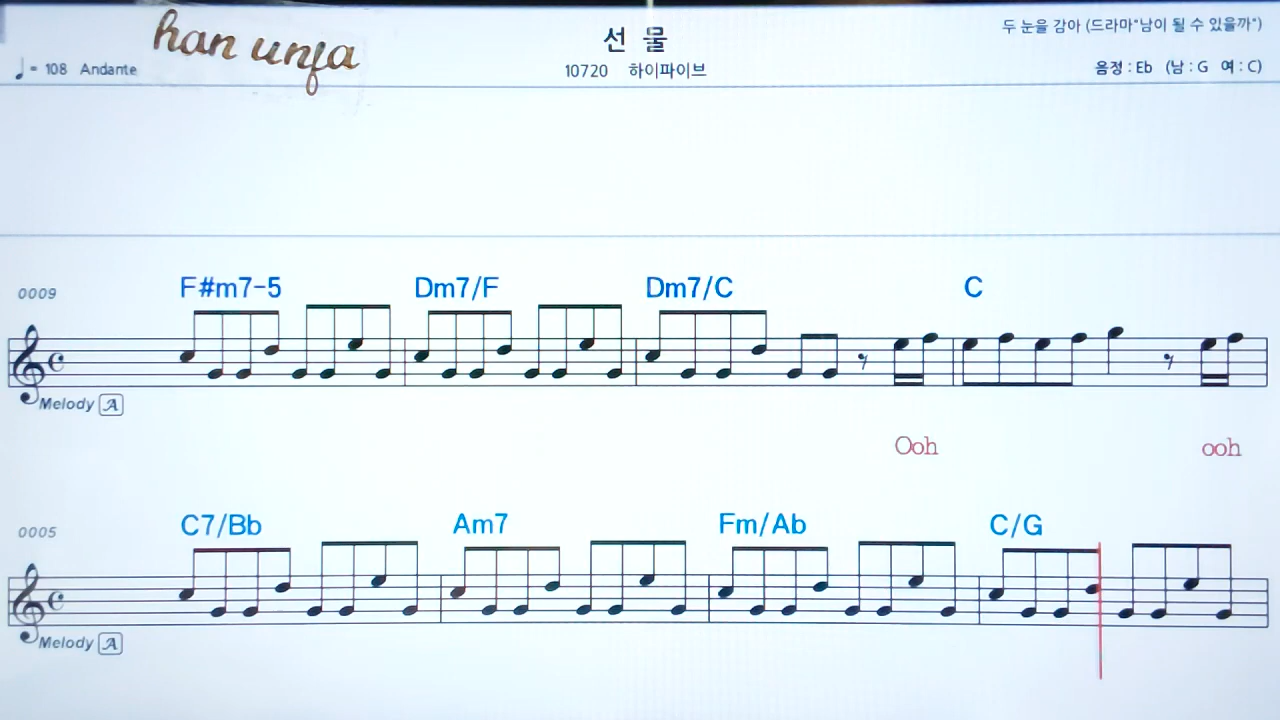 han unja
선 물
두 눈을 감아 (드라마"남이 될 수 있을까")
♩= 108 Andante
10720 하이파이브
음정 : Eb (남 : G 여 : C)
0009
F#m7-5 Dm7/F Dm7/C C
Melody A
Ooh ooh
0005
C7/Bb Am7 Fm/Ab C/G
Melody A